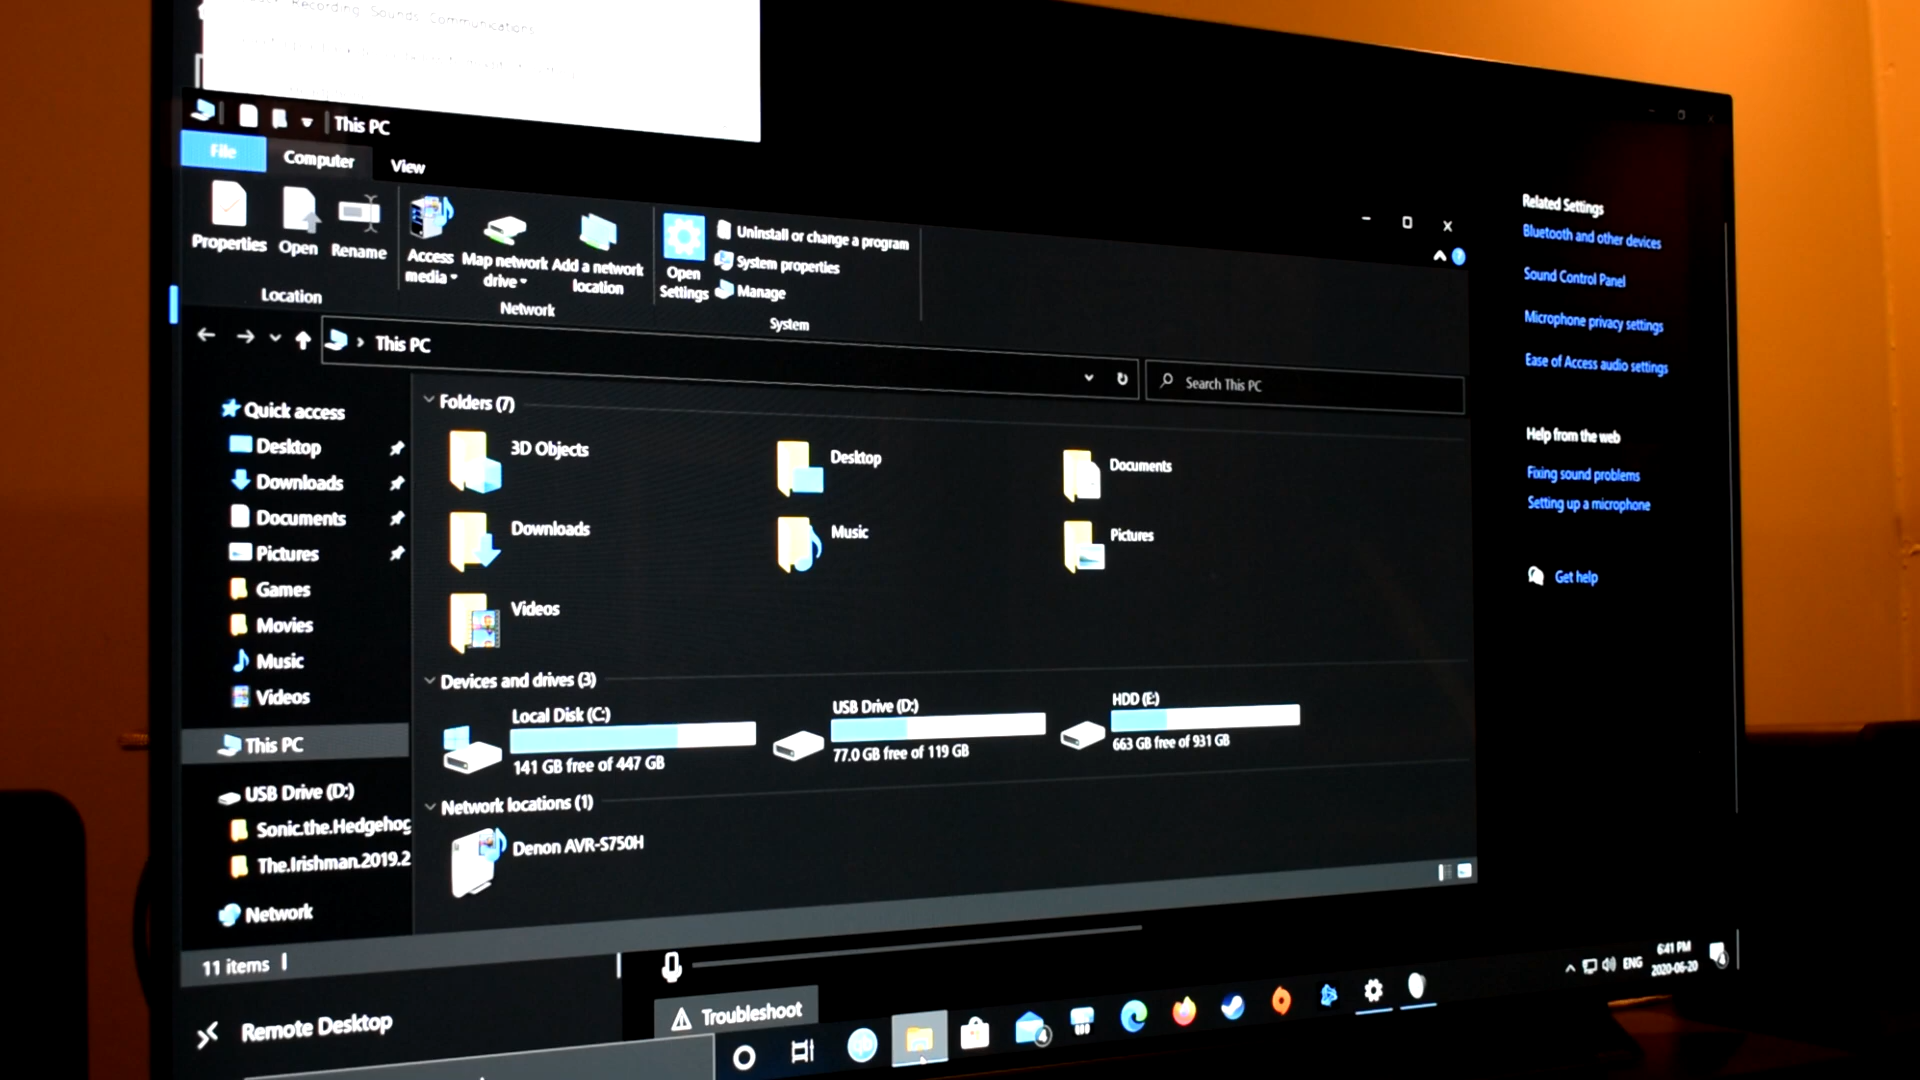 Recording Sounds Communications
This PC
File Computer View
Properties Open Rename
Access media
Map network drive
Add a network location
Open Settings
Uninstall or change a program
System properties
Manage
Location
Network
System
This PC
Search This PC
Quick access
Desktop
Downloads
Documents
Pictures
Games
Movies
Music
Videos
This PC
USB Drive (D:)
Sonic.the.Hedgehog
The.Irishman.2019.2
Network
Folders (7)
3D Objects
Desktop
Documents
Downloads
Music
Pictures
Videos
Devices and drives (3)
Local Disk (C:)
141 GB free of 447 GB
USB Drive (D:)
77.0 GB free of 119 GB
HDD (E:)
663 GB free of 931 GB
Network locations (1)
Denon AVR-S750H
11 items
Related Settings
Bluetooth and other devices
Sound Control Panel
Microphone privacy settings
Ease of Access audio settings
Help from the web
Fixing sound problems
Setting up a microphone
Get help
Remote Desktop
Troubleshoot
4
ENG
6:41 PM
2020-06-20
4